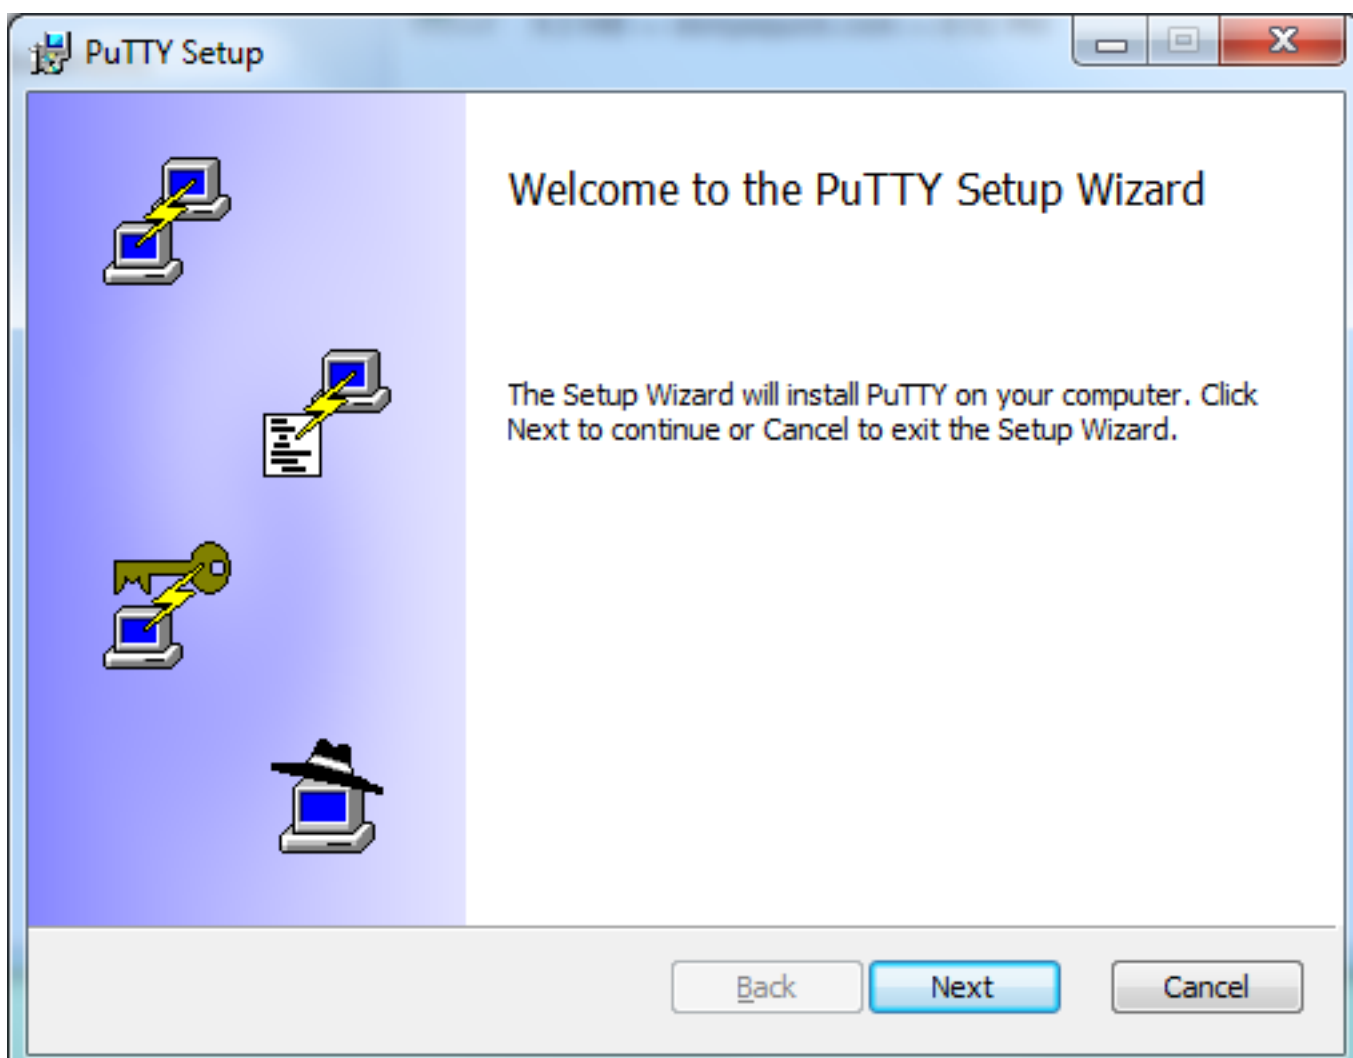 PuTTY Setup
Welcome to the PuTTY Setup Wizard
The Setup Wizard will install PuTTY on your computer. Click
Next to continue or Cancel to exit the Setup Wizard.
Back
Next
Cancel